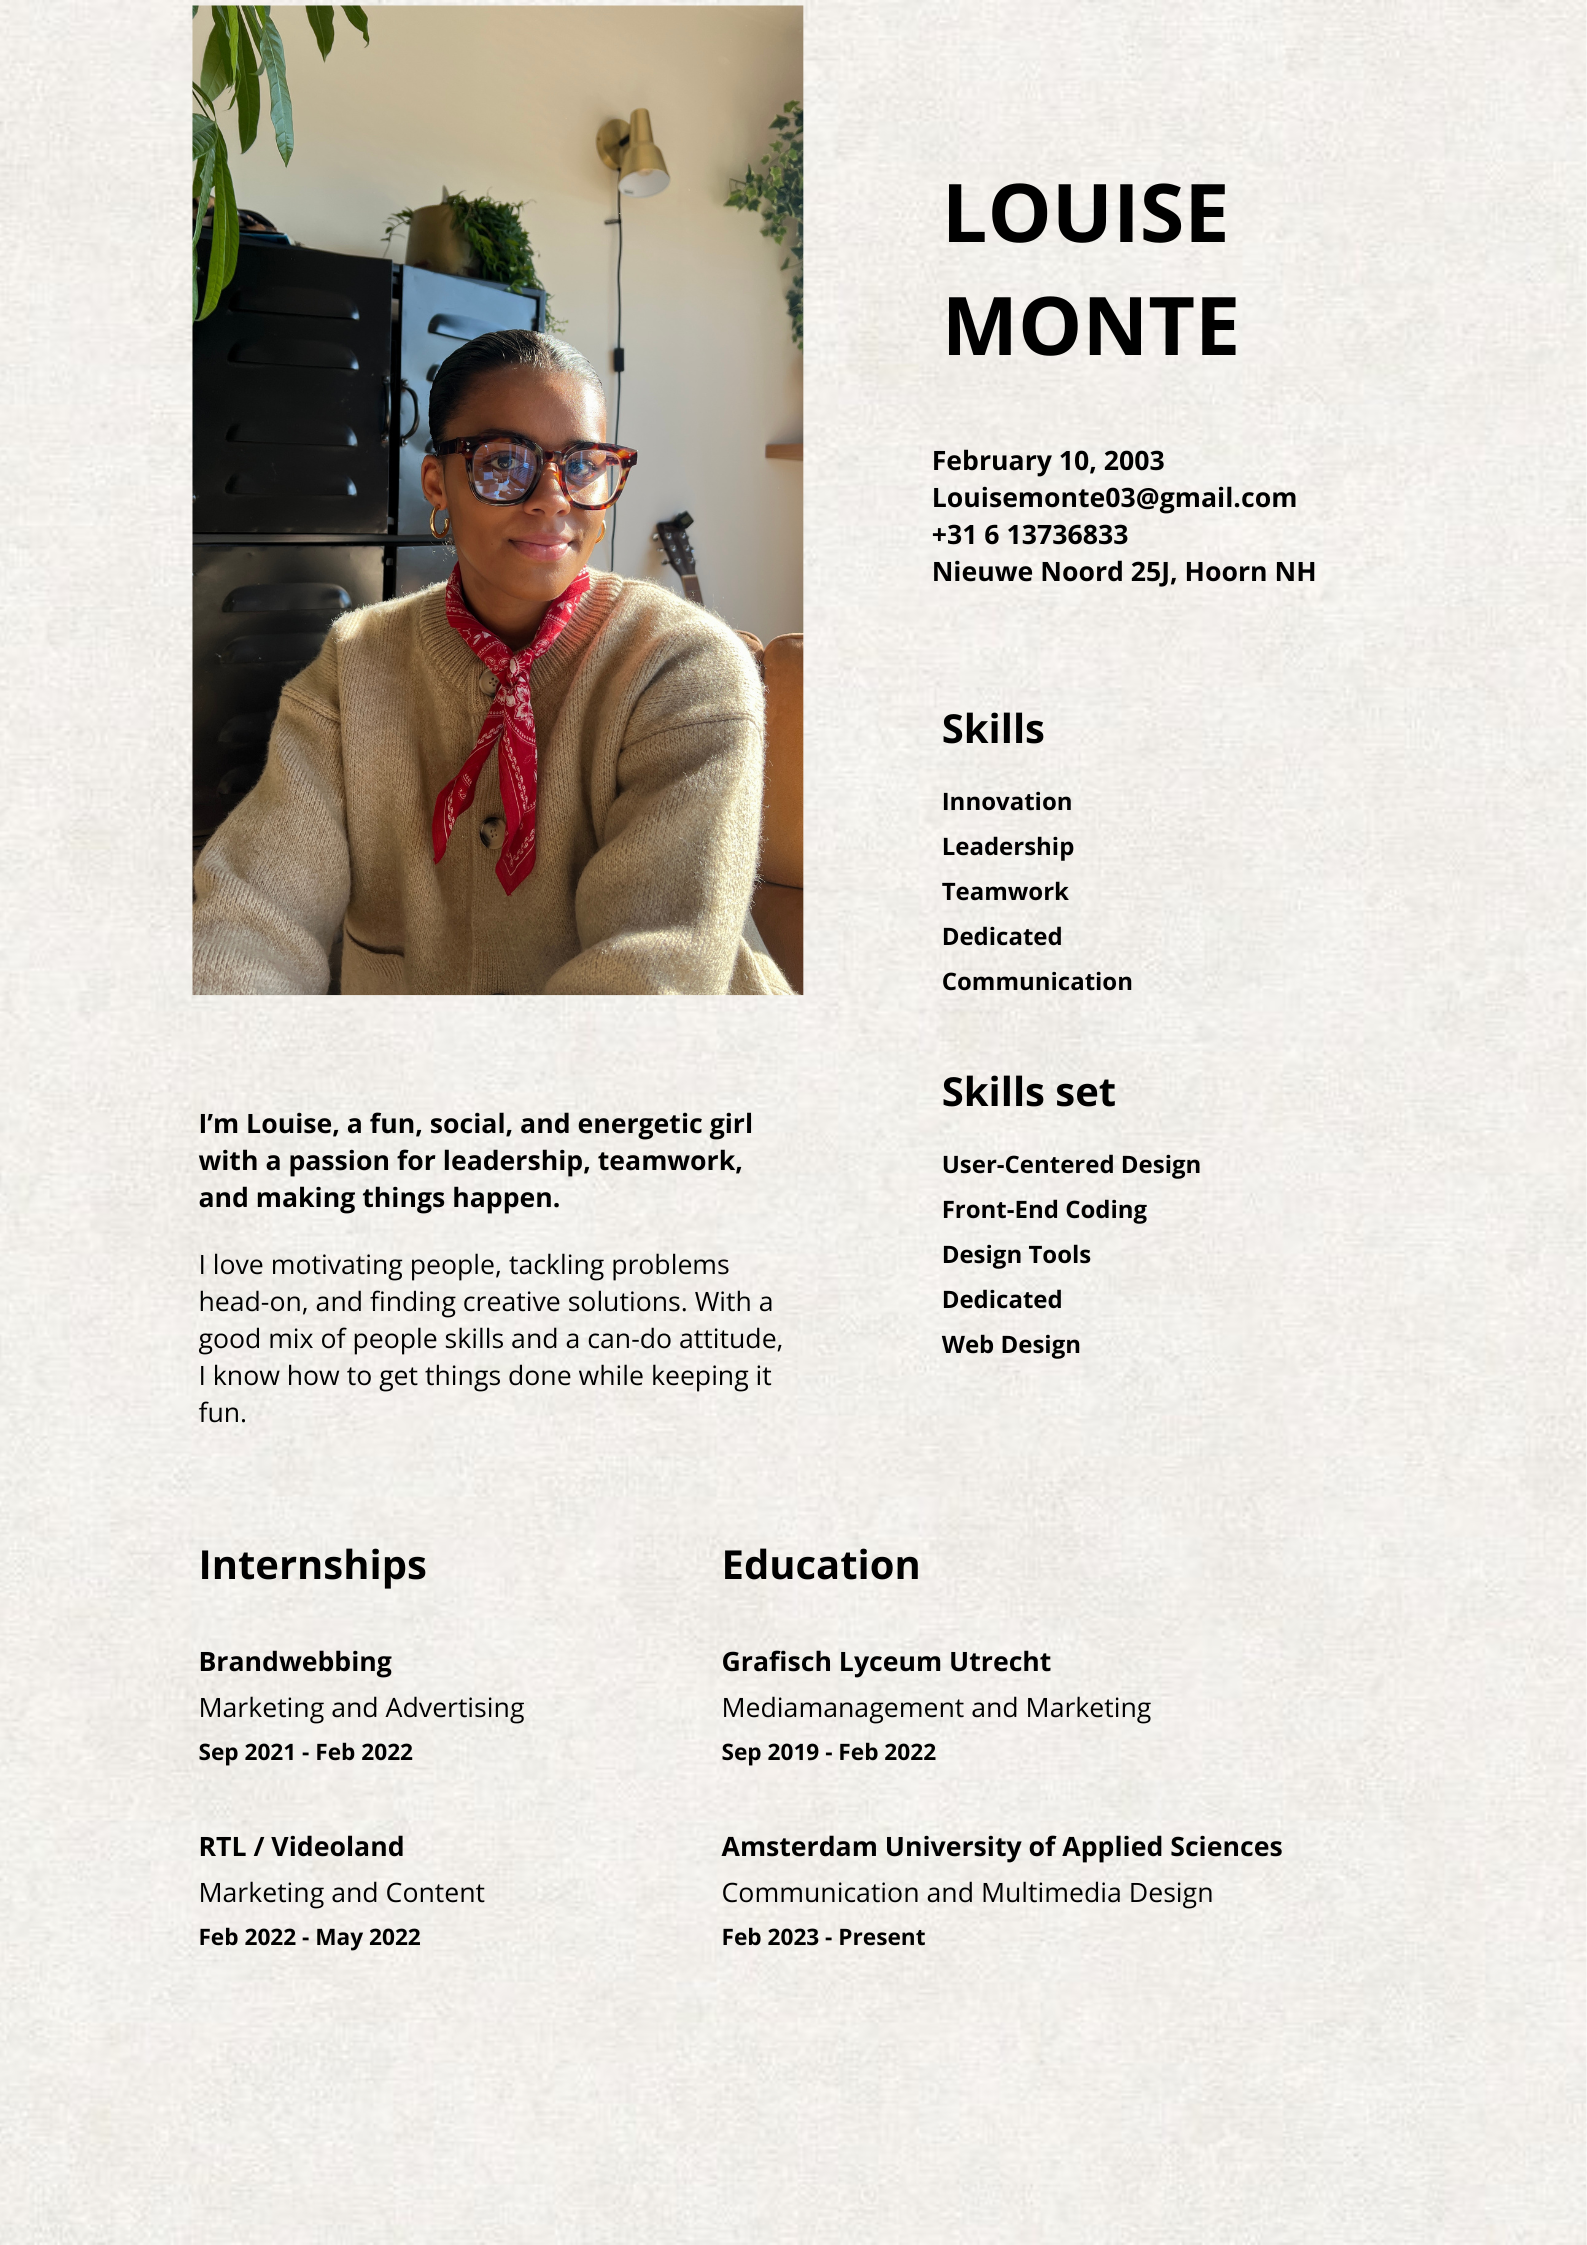 LOUISE
MONTE
February 10, 2003
Louisemonte03@gmail.com
+31 6 13736833
Nieuwe Noord 25J, Hoorn NH
Skills
Innovation
Leadership
Teamwork
Dedicated
Communication
Skills set
User-Centered Design
Front-End Coding
Design Tools
Dedicated
Web Design
I’m Louise, a fun, social, and energetic girl
with a passion for leadership, teamwork,
and making things happen.
I love motivating people, tackling problems
head-on, and finding creative solutions. With a
good mix of people skills and a can-do attitude,
I know how to get things done while keeping it
fun.
Internships
Brandwebbing
Marketing and Advertising
Sep 2021 - Feb 2022
RTL / Videoland
Marketing and Content
Feb 2022 - May 2022
Education
Grafisch Lyceum Utrecht
Mediamanagement and Marketing
Sep 2019 - Feb 2022
Amsterdam University of Applied Sciences
Communication and Multimedia Design
Feb 2023 - Present